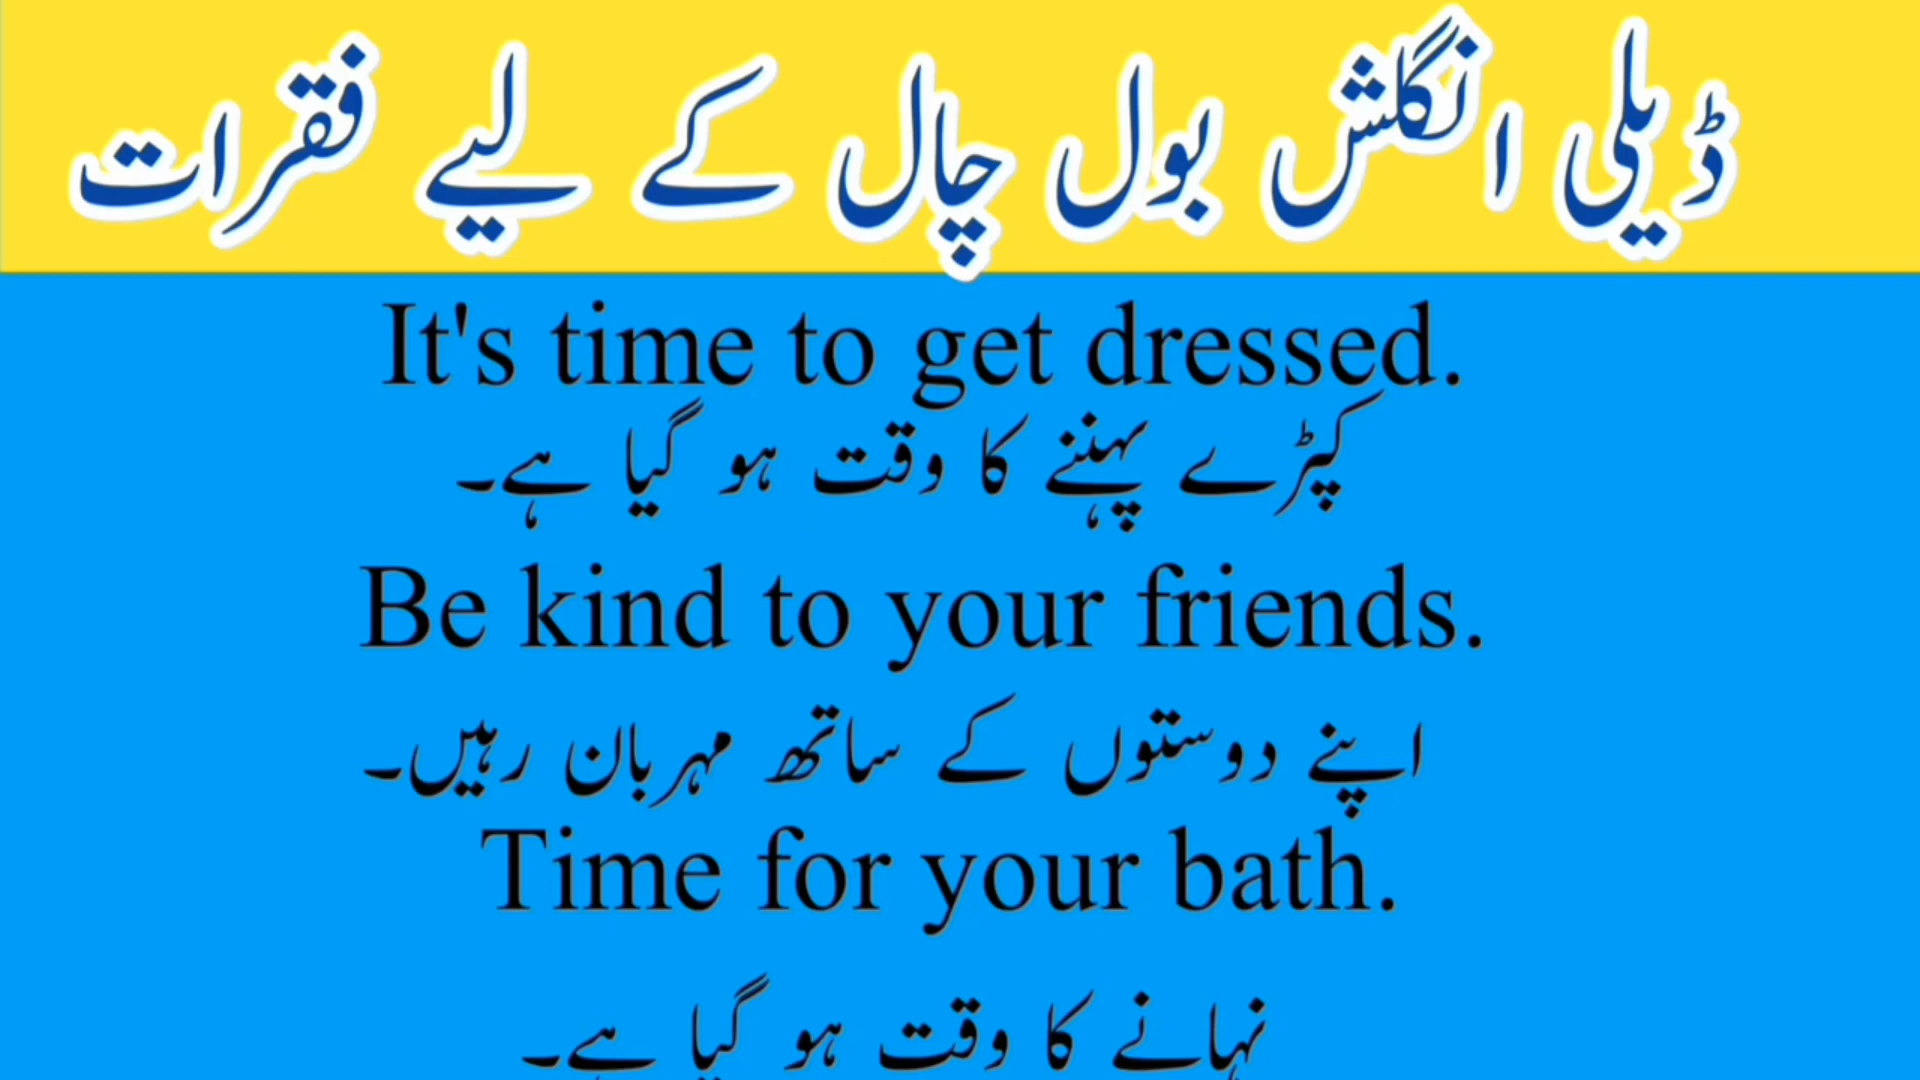 ڈیلی انگلش بول چال کے لیے فقرات
It's time to get dressed.
کپڑے پہننے کا وقت ہو گیا ہے۔
Be kind to your friends.
اپنے دوستوں کے ساتھ مہربان رہیں۔
Time for your bath.
نہانے کا وقت ہو گیا ہے۔